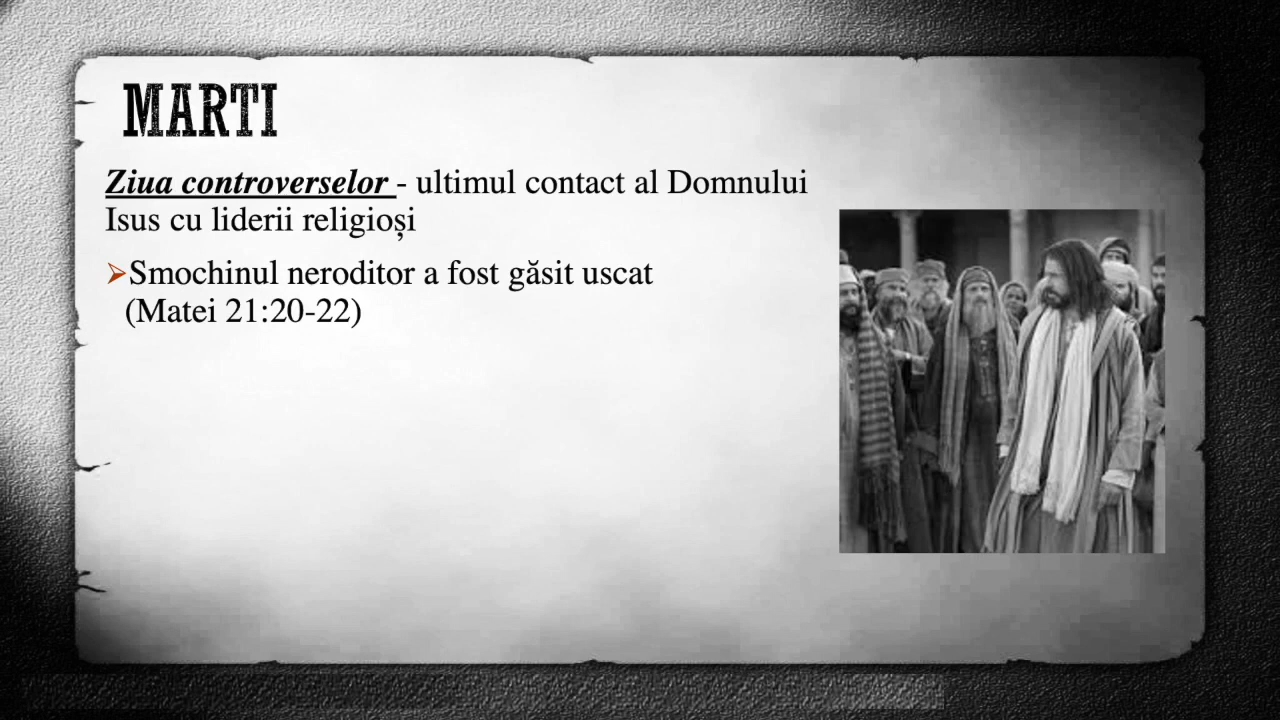 MARTI
Ziua controverselor - ultimul contact al Domnului
Isus cu liderii religioși
Smochinul neroditor a fost găsit uscat
(Matei 21:20-22)